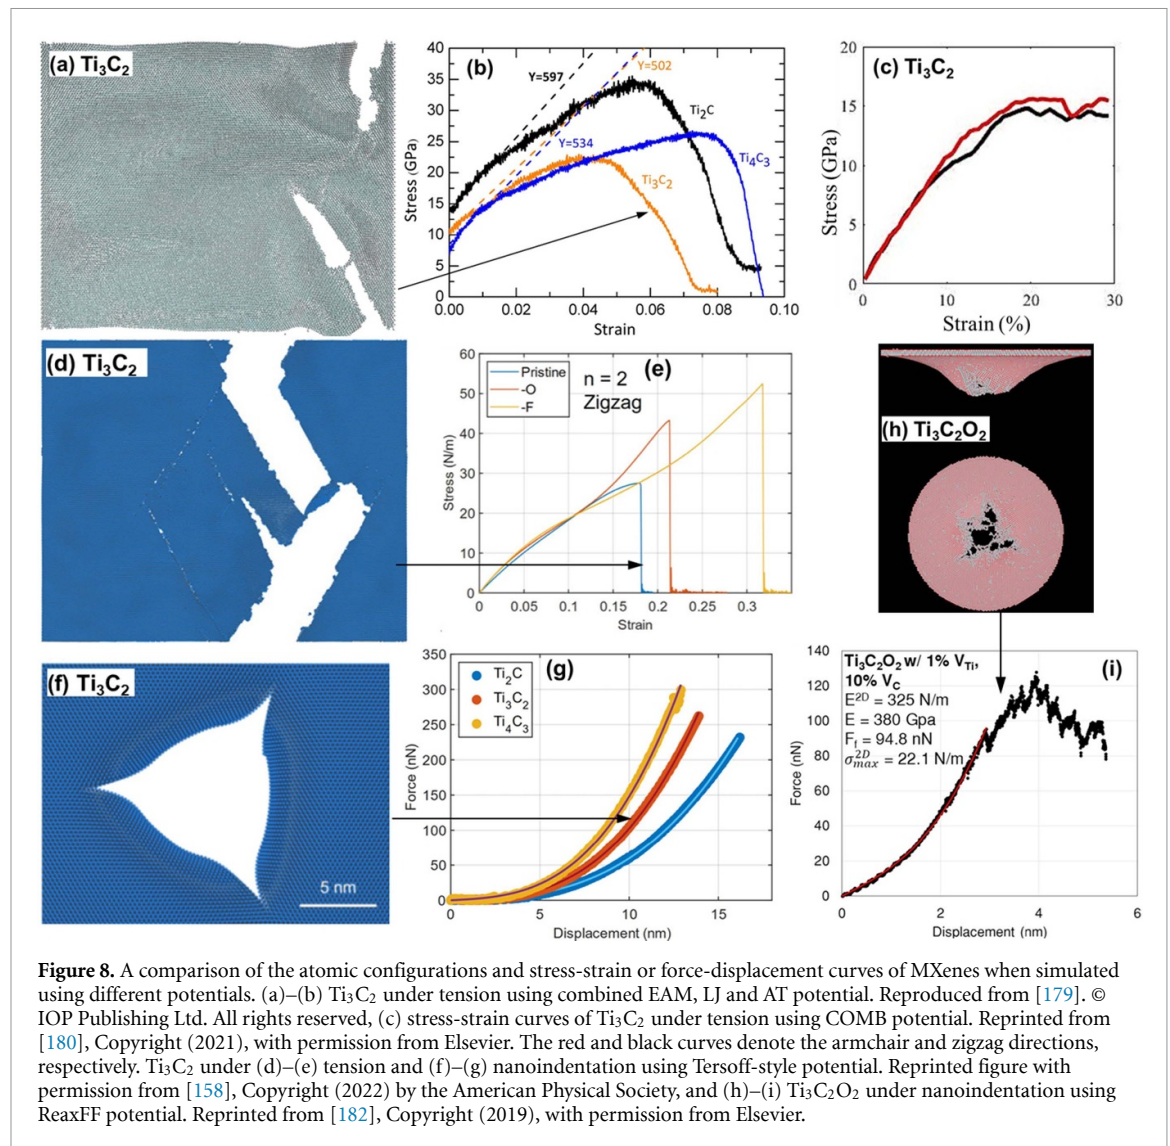 (a) Ti₃C₂
(b)
Y=597
Y=502
Y=534
Ti₂C
Ti₄C₃
Ti₃C₂
Stress (GPa)
40
35
30
25
20
15
10
5
0
0.00 0.02 0.04 0.06 0.08 0.10
Strain
(c) Ti₃C₂
Stress (GPa)
20
15
10
5
0
0 10 20 30
Strain (%)
(d) Ti₃C₂
(e)
Pristine
-O
-F
n = 2
Zigzag
Stress (N/m)
60
50
40
30
20
10
0
0 0.05 0.1 0.15 0.2 0.25 0.3
Strain
(h) Ti₃C₂O₂
(f) Ti₃C₂
5 nm
(g)
Ti₂C
Ti₃C₂
Ti₄C₃
Force (nN)
350
300
250
200
150
100
50
0
0 5 10 15
Displacement (nm)
(i)
Ti₃C₂O₂ w/ 1% V_Ti,
10% V_C
E²ᴰ = 325 N/m
E = 380 Gpa
F_f = 94.8 nN
σ²ᴰ_max = 22.1 N/m
Force (nN)
140
120
100
80
60
40
20
0
0 2 4 6
Displacement (nm)
Figure 8. A comparison of the atomic configurations and stress-strain or force-displacement curves of MXenes when simulated
using different potentials. (a)–(b) Ti₃C₂ under tension using combined EAM, LJ and AT potential. Reproduced from [179]. ©
IOP Publishing Ltd. All rights reserved, (c) stress-strain curves of Ti₃C₂ under tension using COMB potential. Reprinted from
[180], Copyright (2021), with permission from Elsevier. The red and black curves denote the armchair and zigzag directions,
respectively. Ti₃C₂ under (d)–(e) tension and (f)–(g) nanoindentation using Tersoff-style potential. Reprinted figure with
permission from [158], Copyright (2022) by the American Physical Society, and (h)–(i) Ti₃C₂O₂ under nanoindentation using
ReaxFF potential. Reprinted from [182], Copyright (2019), with permission from Elsevier.